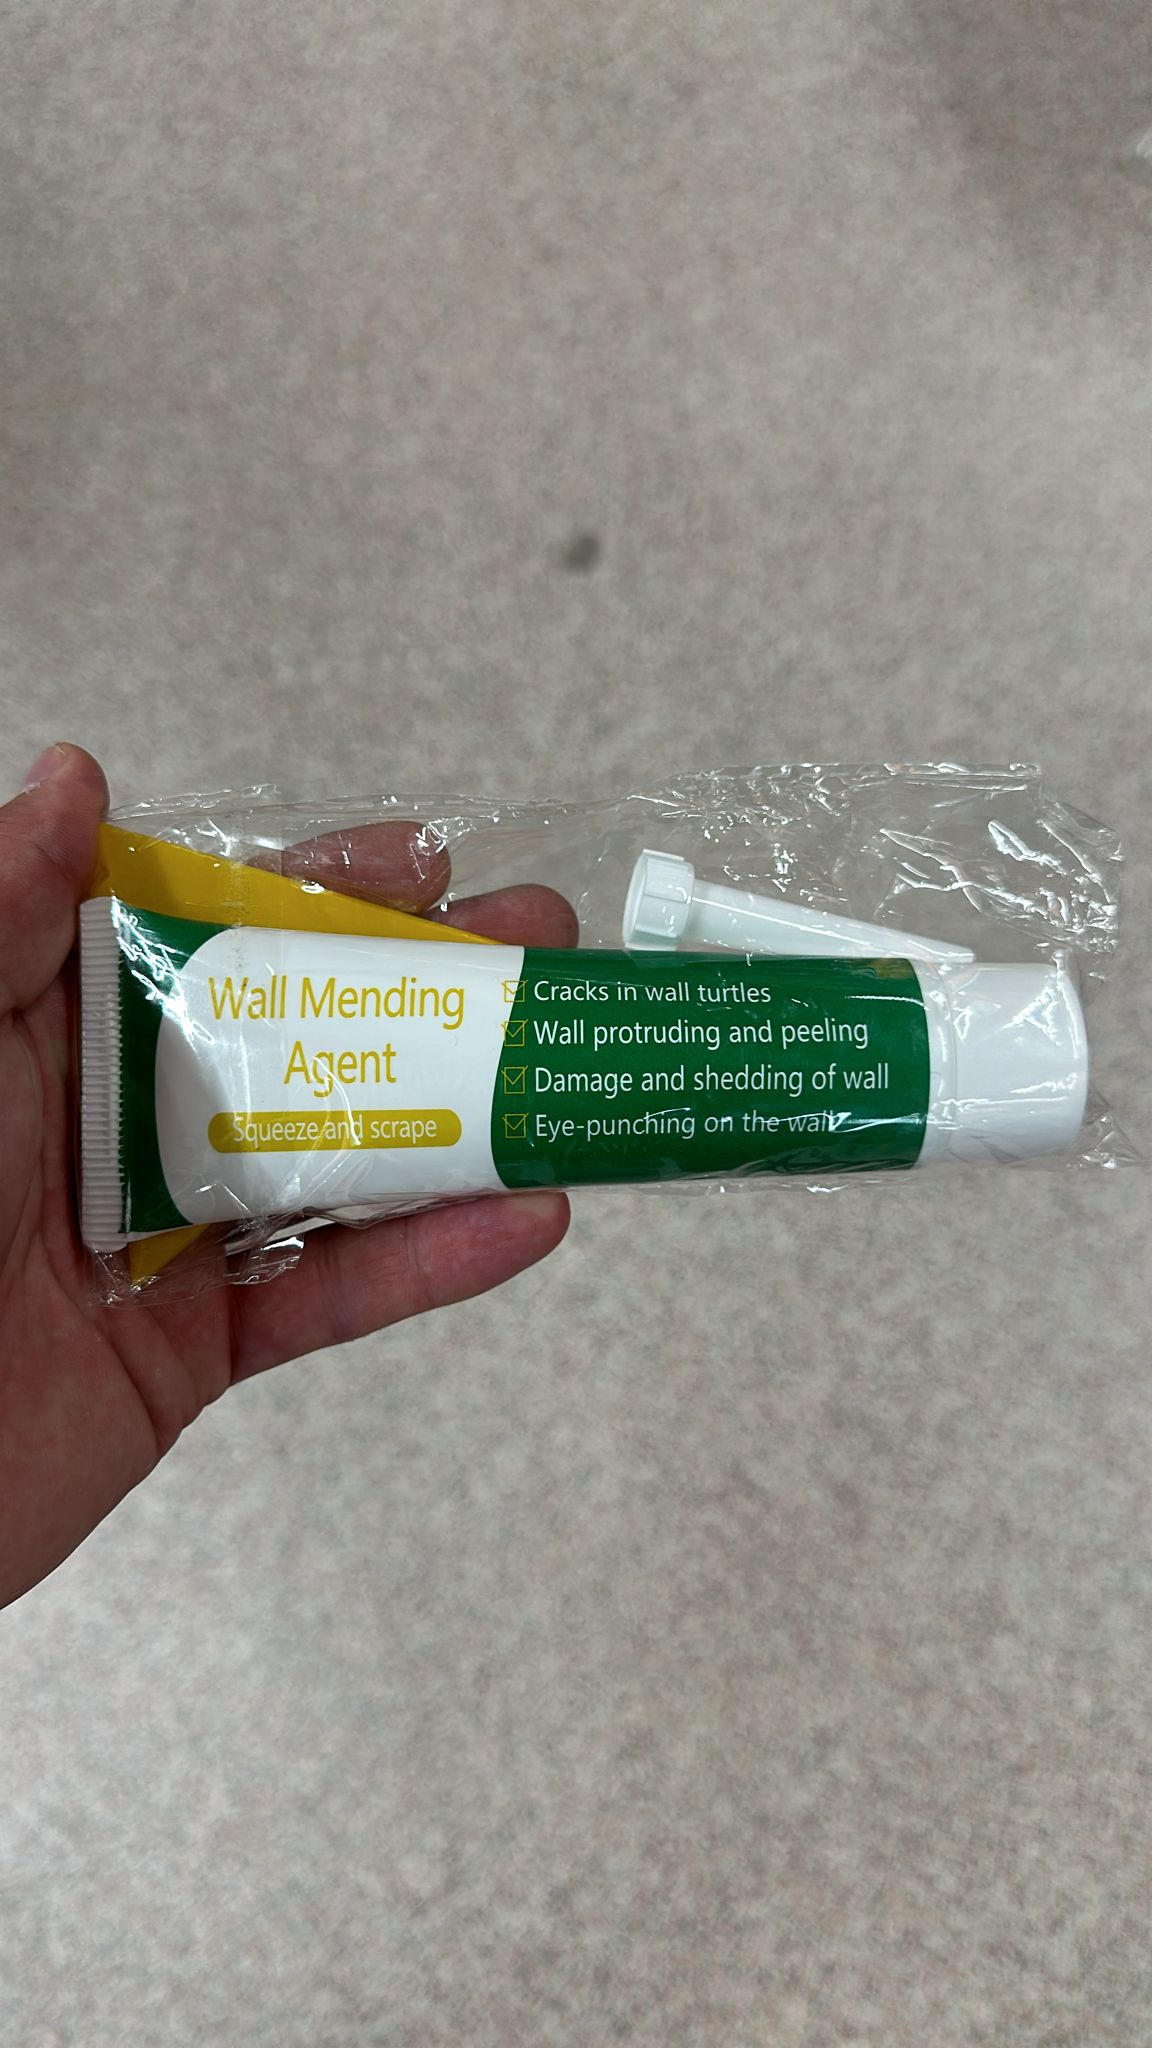 Wall Mending
Agent
Squeeze and scrape
Cracks in wall turtles
Wall protruding and peeling
Damage and shedding of wall
Eye-punching on the wall